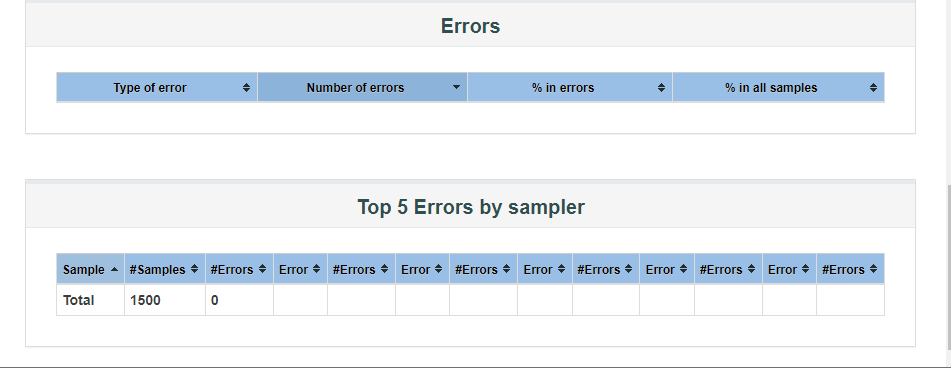 Errors
Type of error Number of errors % in errors % in all samples
Top 5 Errors by sampler
Sample #Samples #Errors Error #Errors Error #Errors Error #Errors Error #Errors Error #Errors
Total 1500 0